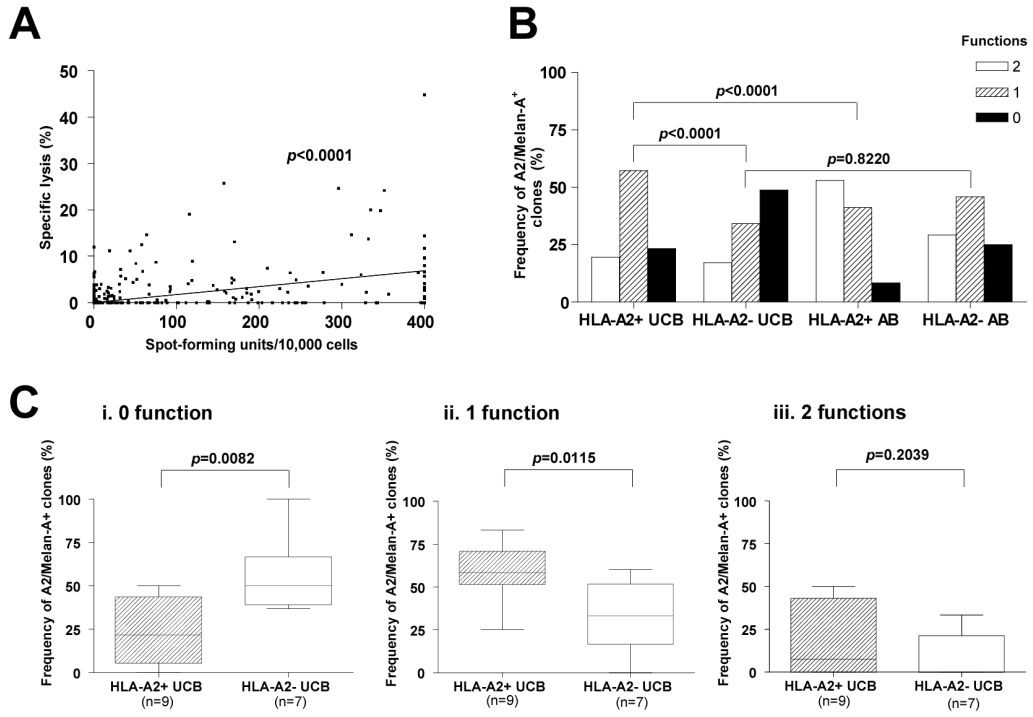 A
Specific lysis (%)
50
40
30
20
10
0
p<0.0001
0 100 200 300 400
Spot-forming units/10,000 cells
B
Functions
2
1
0
Frequency of A2/Melan-A+
clones (%)
100
75
50
25
0
p<0.0001
p<0.0001
p=0.8220
HLA-A2+ UCB HLA-A2- UCB HLA-A2+ AB HLA-A2- AB
C
i. 0 function
Frequency of A2/Melan-A+ clones (%)
100
75
50
25
0
p=0.0082
HLA-A2+ UCB HLA-A2- UCB
(n=9) (n=7)
ii. 1 function
Frequency of A2/Melan-A+ clones (%)
100
75
50
25
0
p=0.0115
HLA-A2+ UCB HLA-A2- UCB
(n=9) (n=7)
iii. 2 functions
Frequency of A2/Melan-A+ clones (%)
100
75
50
25
0
p=0.2039
HLA-A2+ UCB HLA-A2- UCB
(n=9) (n=7)